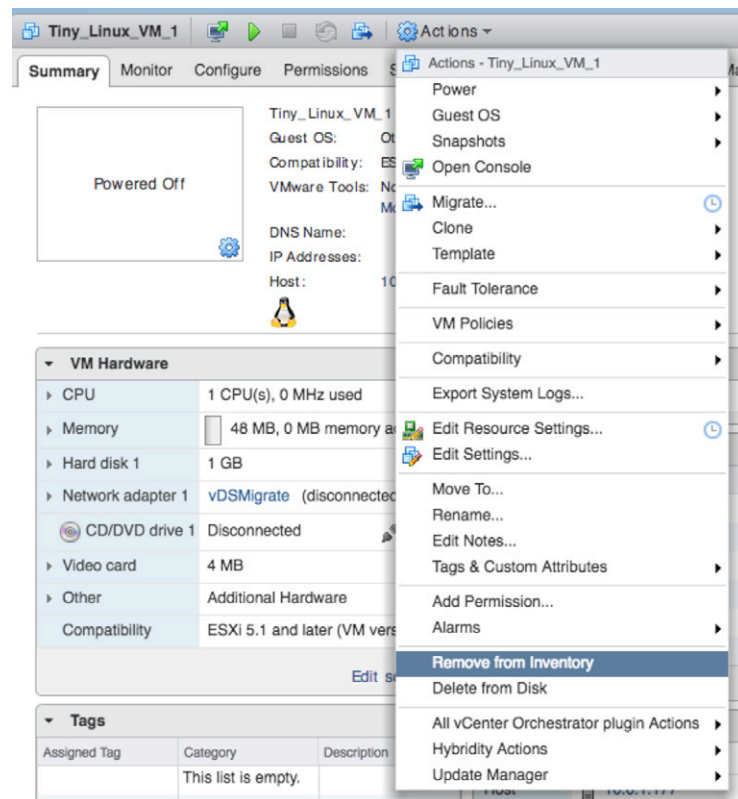 Tiny_Linux_VM_1
Actions
Summary Monitor Configure Permissions
Powered Off
Tiny_Linux_VM_1
Guest OS:
Compatibility:
VMware Tools:
DNS Name:
IP Addresses:
Host: 10
VM Hardware
CPU 1 CPU(s), 0 MHz used
Memory 48 MB, 0 MB memory
Hard disk 1 1 GB
Network adapter 1 vDSMigrate (disconnected
CD/DVD drive 1 Disconnected
Video card 4 MB
Other Additional Hardware
Compatibility ESXi 5.1 and later (VM vers
Edit
Tags
Assigned Tag Category Description
This list is empty.
Actions - Tiny_Linux_VM_1
Power
Guest OS
Snapshots
Open Console
Migrate...
Clone
Template
Fault Tolerance
VM Policies
Compatibility
Export System Logs...
Edit Resource Settings...
Edit Settings...
Move To...
Rename...
Edit Notes...
Tags & Custom Attributes
Add Permission...
Alarms
Remove from Inventory
Delete from Disk
All vCenter Orchestrator plugin Actions
Hybridity Actions
Update Manager